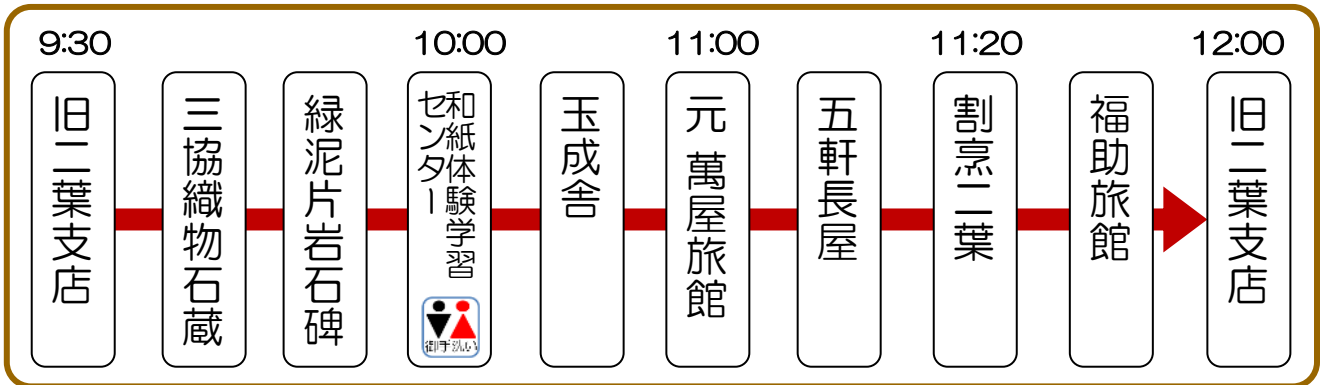 9:30
10:00
11:00
11:20
12:00
旧二葉支店
三協織物石蔵
緑泥片岩石碑
和紙体験学習
センター
御手洗い
玉成舎
元 萬屋旅館
五軒長屋
割烹二葉
福助旅館
旧二葉支店